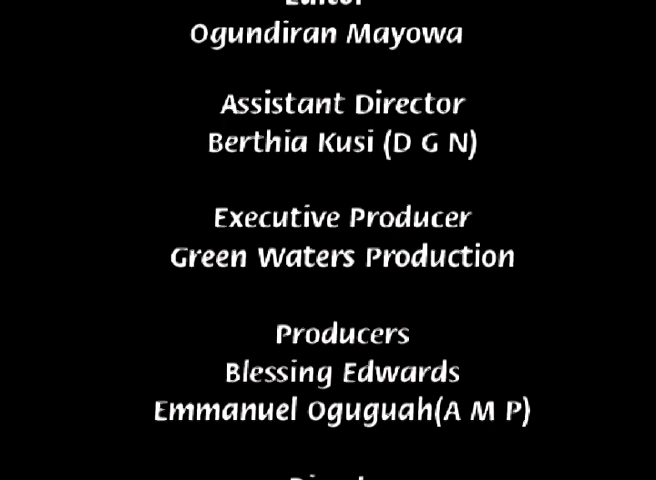 Editor
Ogundiran Mayowa
Assistant Director
Berthia Kusi (D G N)
Executive Producer
Green Waters Production
Producers
Blessing Edwards
Emmanuel Oguguah(A M P)